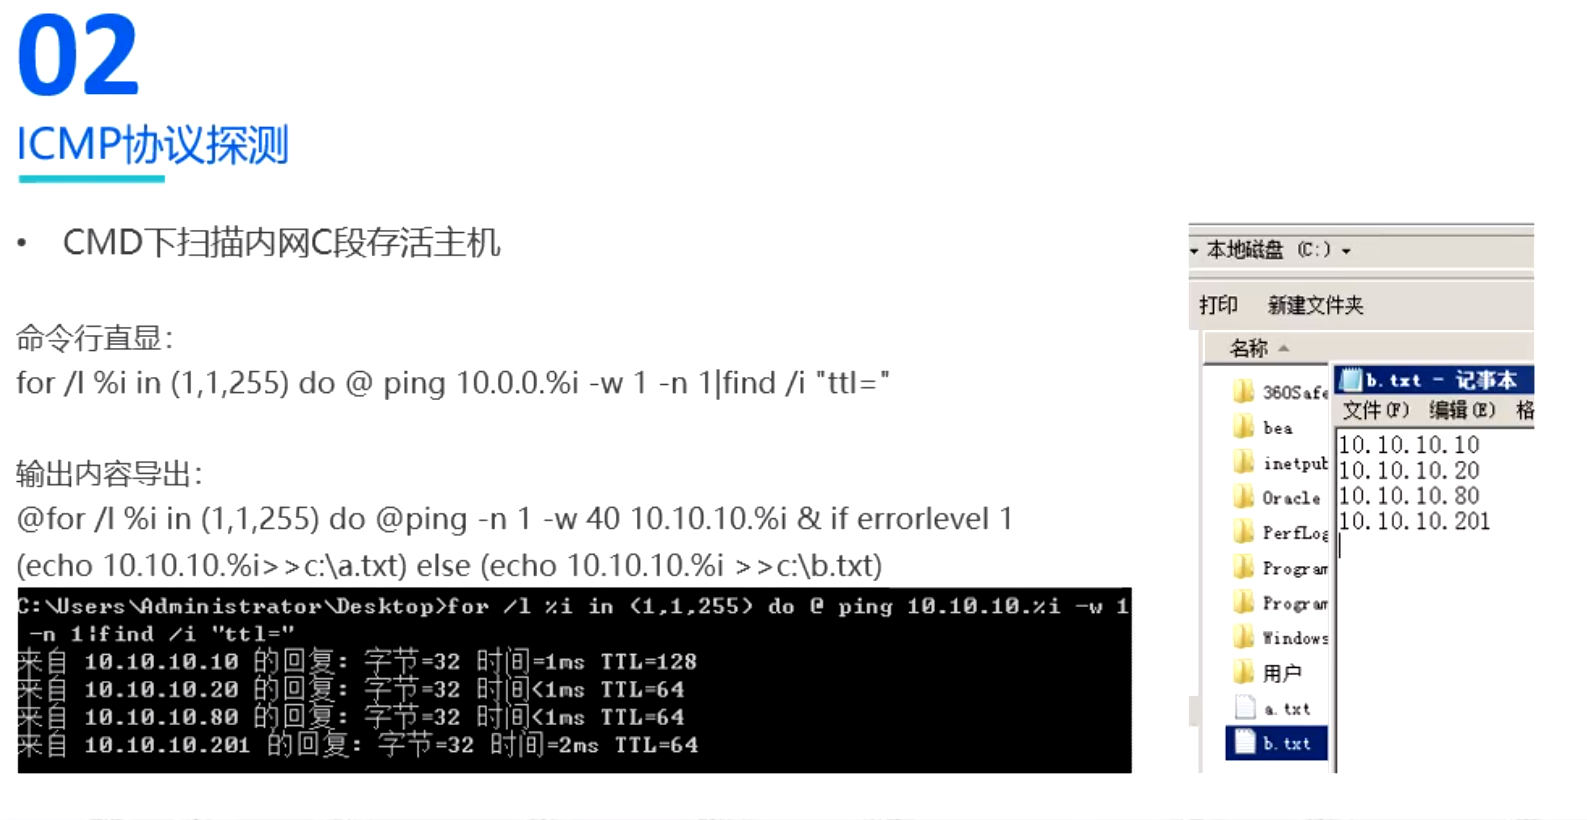 02
ICMP协议探测
• CMD下扫描内网C段存活主机
命令行直显：
for /l %i in (1,1,255) do @ ping 10.0.0.%i -w 1 -n 1|find /i "ttl="
输出内容导出：
@for /l %i in (1,1,255) do @ping -n 1 -w 40 10.10.10.%i & if errorlevel 1
(echo 10.10.10.%i>>c:\a.txt) else (echo 10.10.10.%i >>c:\b.txt)
C:\Users\Administrator\Desktop>for /l %i in (1,1,255) do @ ping 10.10.10.%i -w 1
-n 1|find /i "ttl="
来自 10.10.10.10 的回复: 字节=32 时间=1ms TTL=128
来自 10.10.10.20 的回复: 字节=32 时间<1ms TTL=64
来自 10.10.10.80 的回复: 字节=32 时间<1ms TTL=64
来自 10.10.10.201 的回复: 字节=32 时间=2ms TTL=64
本地磁盘 (C:)
打印 新建文件夹
名称
360Safe
bea
inetpub
Oracle
PerfLog
Program
Program
Windows
用户
a.txt
b.txt
b.txt - 记事本
文件(F) 编辑(E) 格
10.10.10.10
10.10.10.20
10.10.10.80
10.10.10.201